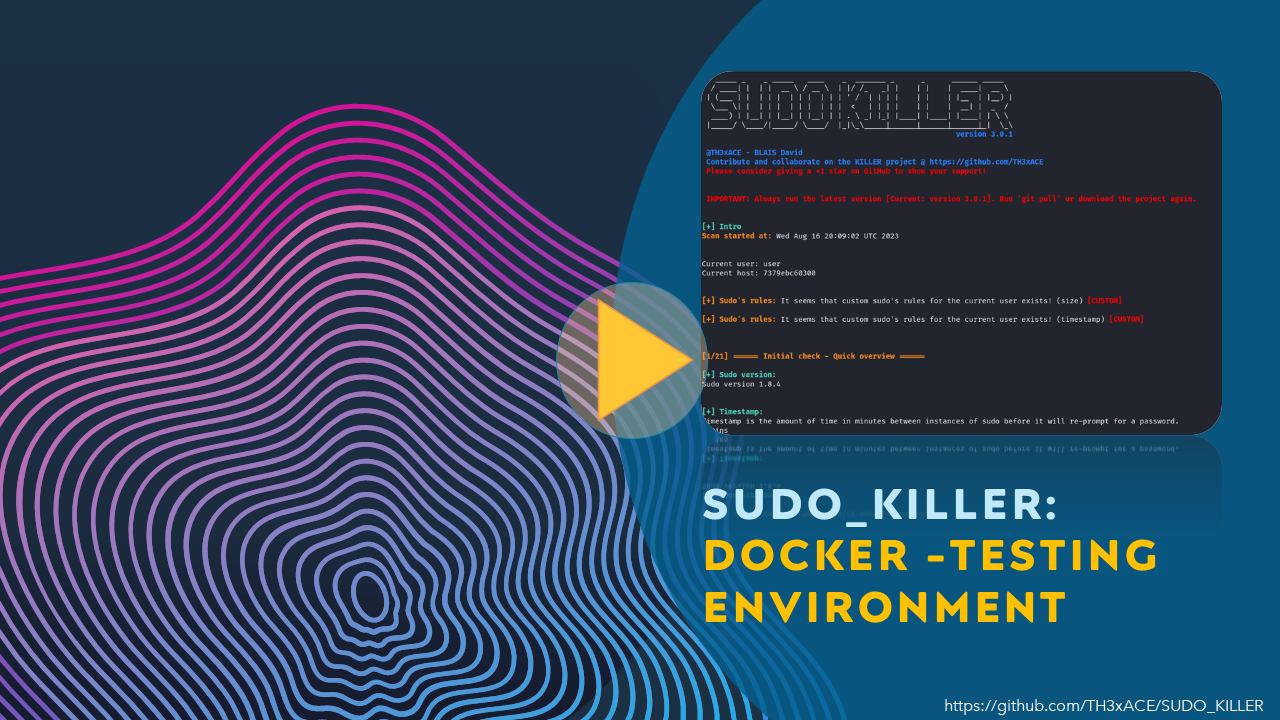 SUDOKILLER
version 3.0.1
@TH3xACE - BLAIS David
Contribute and collaborate on the KILLER project @ https://github.com/TH3xACE
Please consider giving a +1 star on GitHub to show your support!
IMPORTANT! Always run the latest version [Current: version 3.0.1]. Run 'git pull' or download the project again.
[+] Intro
Scan started at: Wed Aug 16 20:09:02 UTC 2023
Current user: user
Current host: 7379ebc60300
[+] Sudo's rules: It seems that custom sudo's rules for the current user exists! (size) [CUSTOM]
[+] Sudo's rules: It seems that custom sudo's rules for the current user exists! (timestamp) [CUSTOM]
[1/21] ====== Initial check - Quick overview ======
[+] Sudo version:
Sudo version 1.8.4
[+] Timestamp:
Timestamp is the amount of time in minutes between instances of sudo before it will re-prompt for a password.
SUDO_KILLER:
DOCKER -TESTING
ENVIRONMENT
https://github.com/TH3xACE/SUDO_KILLER